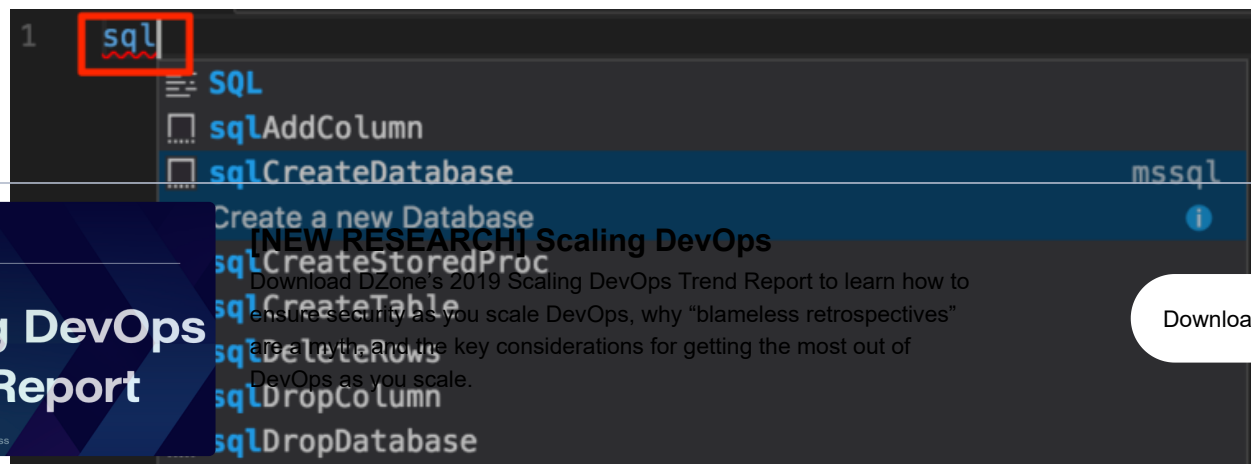 1 sql
SQL
sqlAddColumn
sqlCreateDatabase mssql
Create a new Database
[NEW RESEARCH] Scaling DevOps
sqlCreateStoredProc
Download DZone's 2019 Scaling DevOps Trend Report to learn how to
sqlCreateTable
ensure security as you scale DevOps, why “blameless retrospectives”
Downloa
g DevOps
sqlDeleteRows
are a myth, and the key considerations for getting the most out of
DevOps as you scale.
Report
sqlDropColumn
ss
sqlDropDatabase